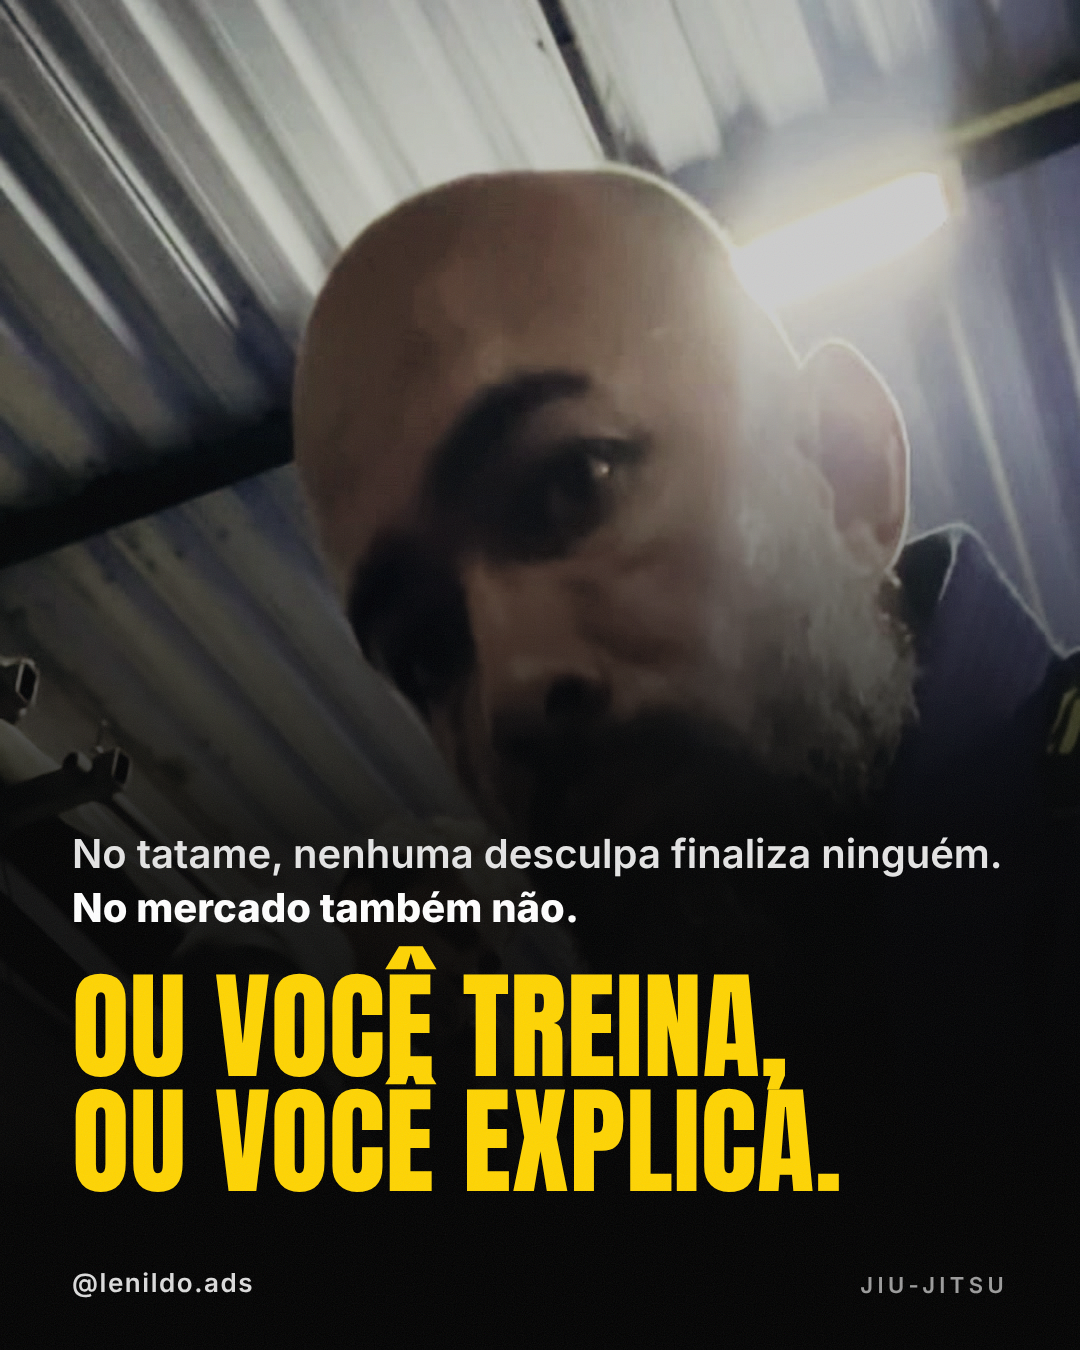 No tatame, nenhuma desculpa finaliza ninguém.
No mercado também não.
OU VOCÊ TREINA,
OU VOCÊ EXPLICA.
@lenildo.ads
JIU-JITSU